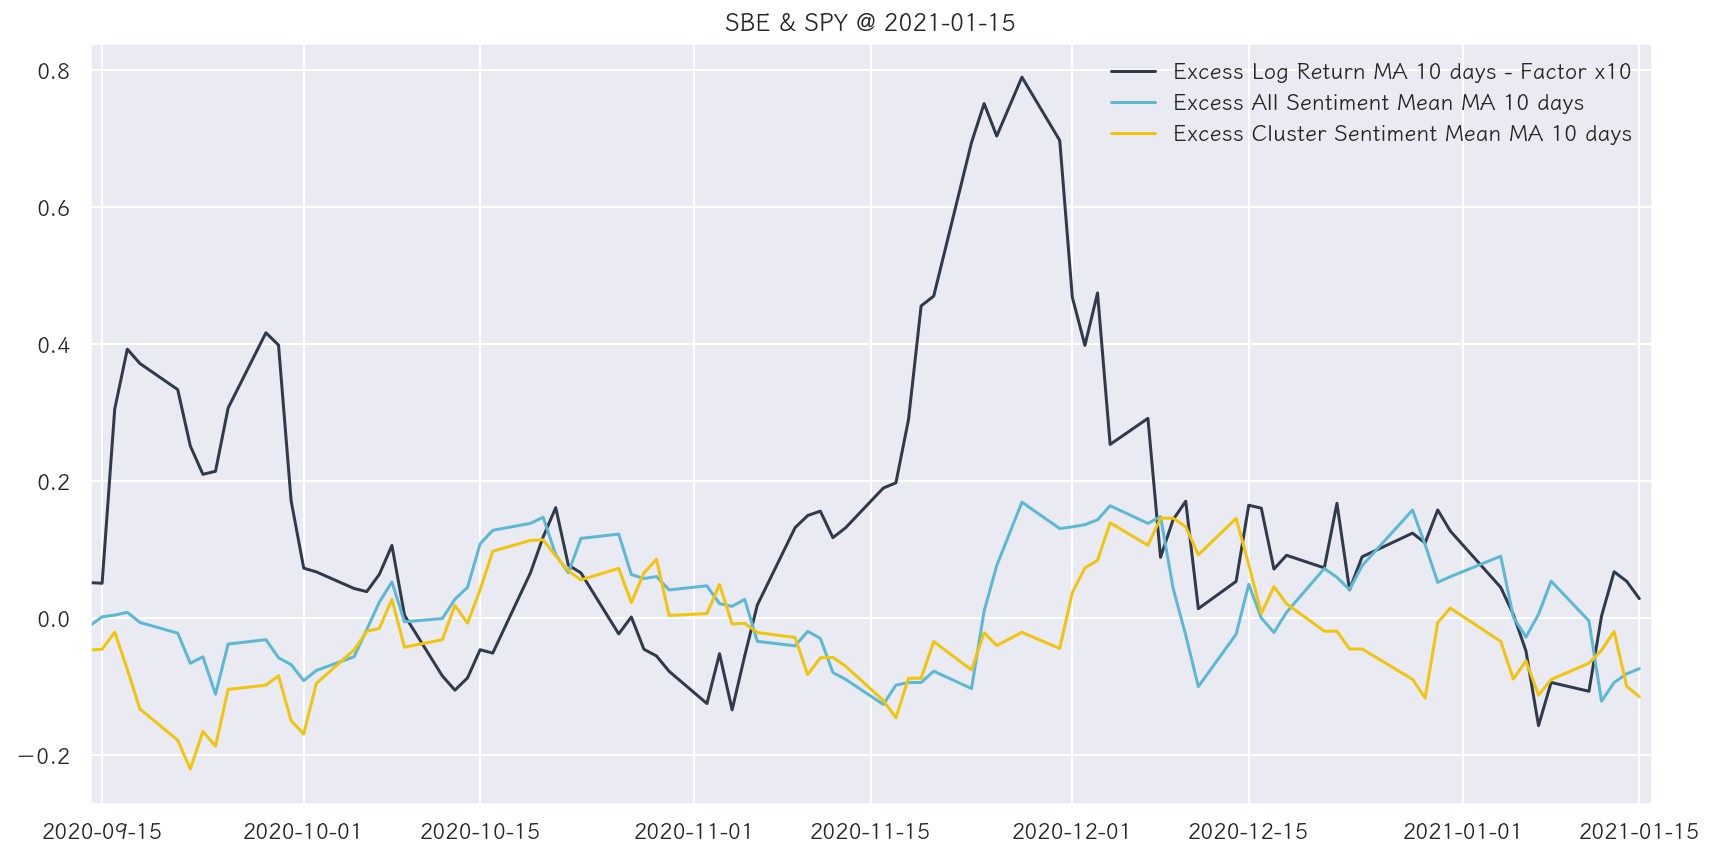 SBE & SPY @ 2021-01-15
Excess Log Return MA 10 days - Factor x10
Excess All Sentiment Mean MA 10 days
Excess Cluster Sentiment Mean MA 10 days
0.8
0.6
0.4
0.2
0.0
−0.2
2020-09-15 2020-10-01 2020-10-15 2020-11-01 2020-11-15 2020-12-01 2020-12-15 2021-01-01 2021-01-15